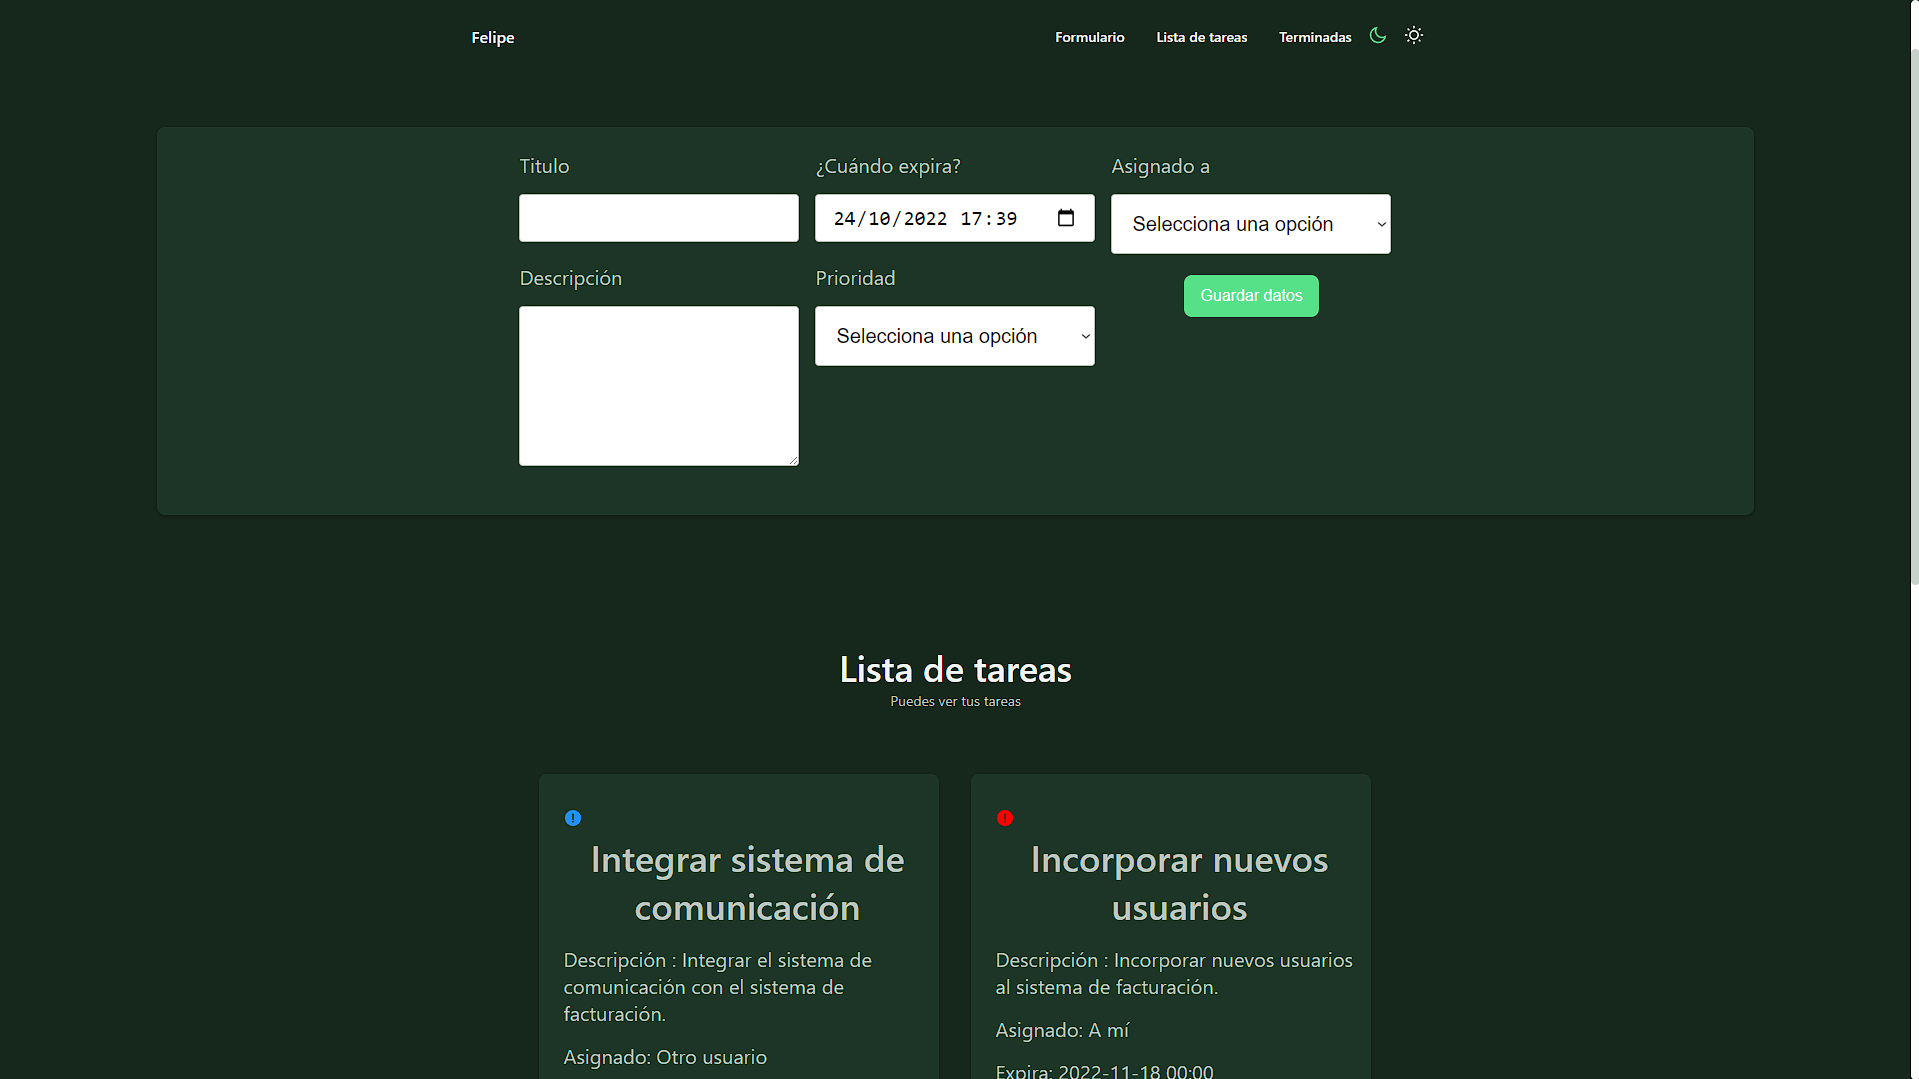 Felipe
Formulario
Lista de tareas
Terminadas
Titulo
¿Cuándo expira?
24/10/2022 17:39
Asignado a
Selecciona una opción
Descripción
Prioridad
Selecciona una opción
Guardar datos
Lista de tareas
Puedes ver tus tareas
Integrar sistema de
comunicación
Descripción : Integrar el sistema de
comunicación con el sistema de
facturación.
Asignado: Otro usuario
Incorporar nuevos
usuarios
Descripción : Incorporar nuevos usuarios
al sistema de facturación.
Asignado: A mí
Expira: 2022-11-18 00:00